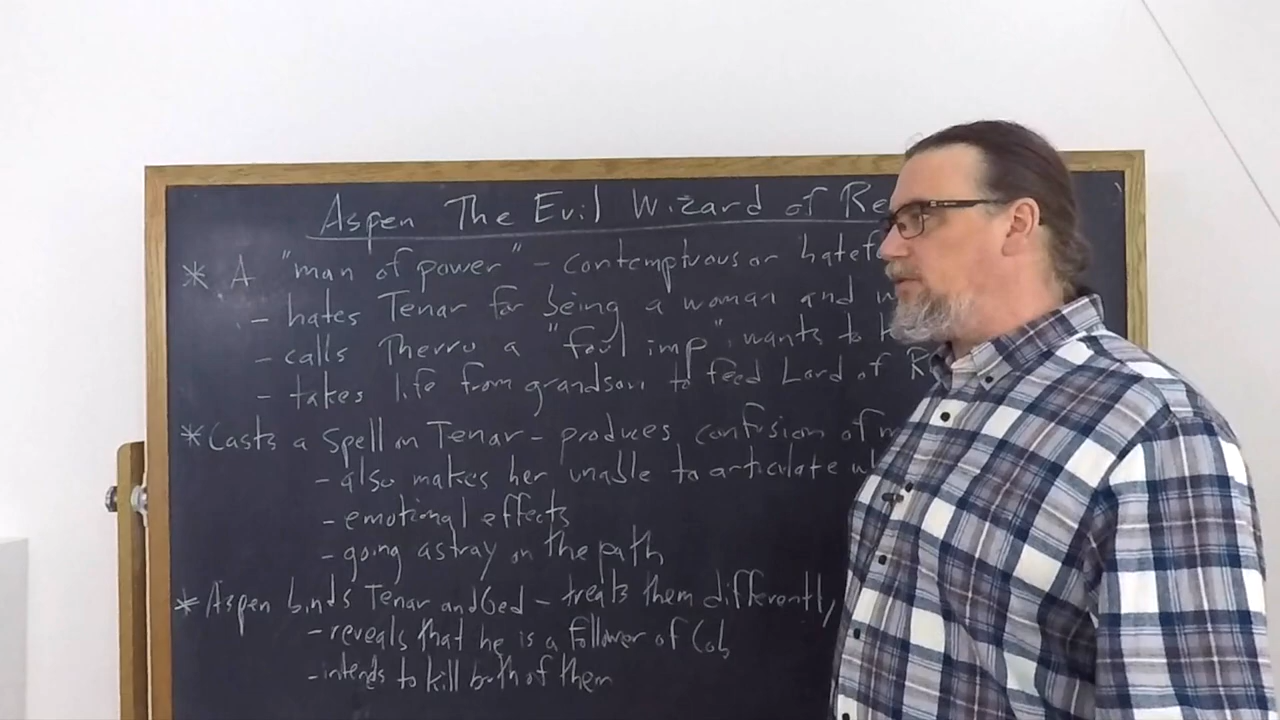 Aspen The Evil Wizard of Re
* A "man of power" - contemptuous or hatef
- hates Tenar for being a woman and w
- calls Therru a "foul imp", wants to
- takes life from grandson, to feed Lord of R
* Casts a Spell on Tenar - produces confusion of m
- also makes her unable to articulate w
- emotional effects
- going astray on the path
* Aspen binds Tenar and Ged - treats them differently
- reveals that he is a follower of Cob
- intends to kill both of them